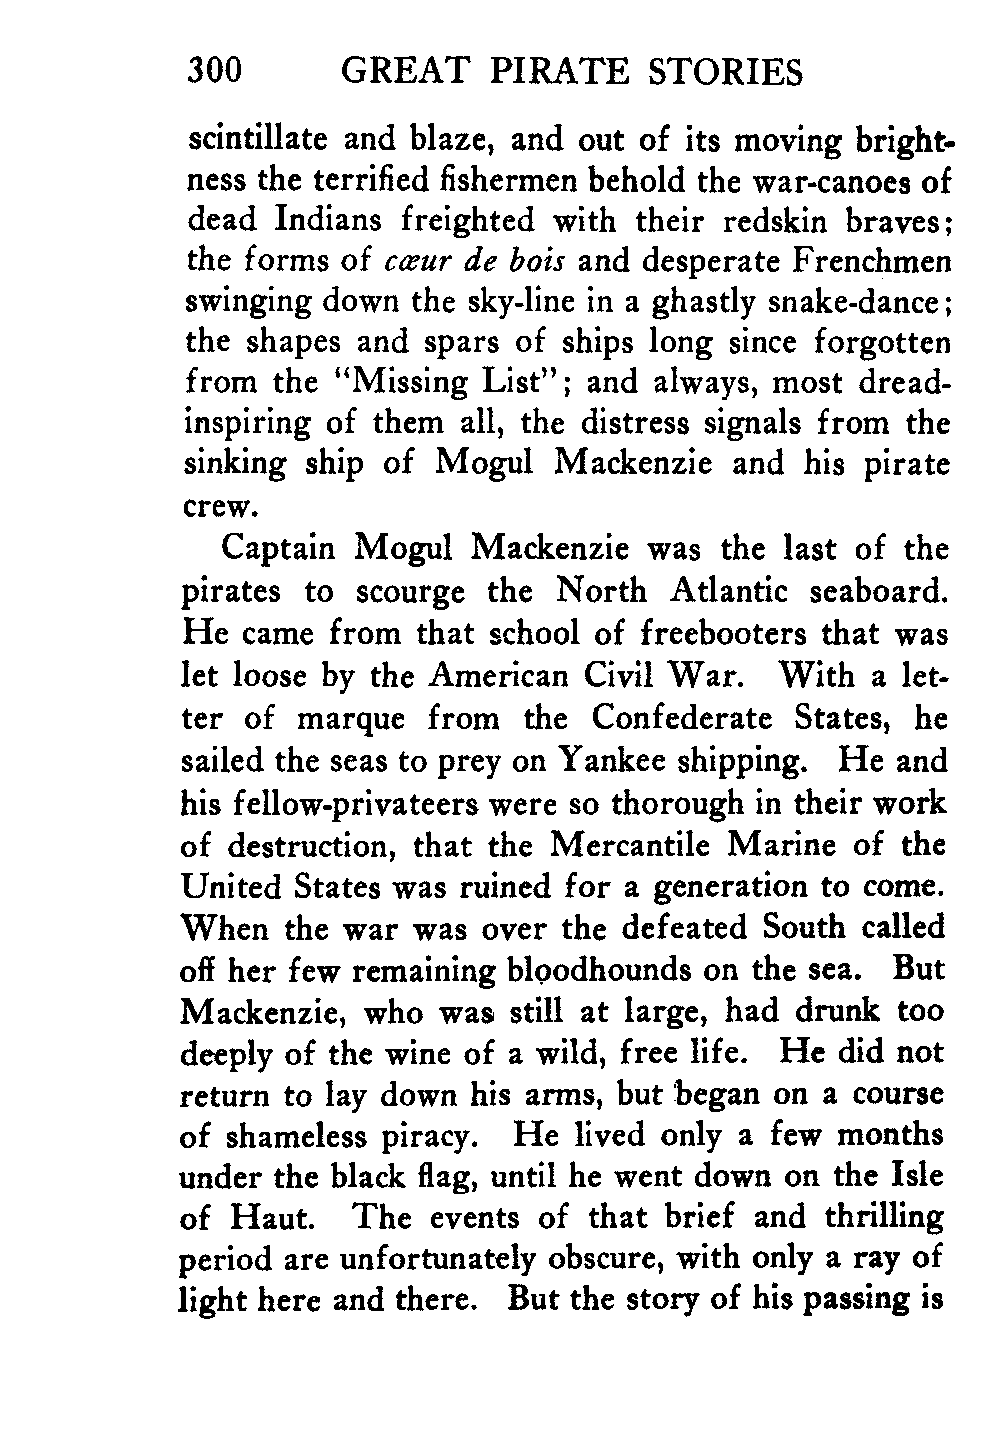 300 GREAT PIRATE STORIES
scintillate and blaze, and out of its moving bright-
ness the terrified fishermen behold the war-canoes of
dead Indians freighted with their redskin braves;
the forms of cœur de bois and desperate Frenchmen
swinging down the sky-line in a ghastly snake-dance;
the shapes and spars of ships long since forgotten
from the "Missing List"; and always, most dread-
inspiring of them all, the distress signals from the
sinking ship of Mogul Mackenzie and his pirate
crew.
Captain Mogul Mackenzie was the last of the
pirates to scourge the North Atlantic seaboard.
He came from that school of freebooters that was
let loose by the American Civil War. With a let-
ter of marque from the Confederate States, he
sailed the seas to prey on Yankee shipping. He and
his fellow-privateers were so thorough in their work
of destruction, that the Mercantile Marine of the
United States was ruined for a generation to come.
When the war was over the defeated South called
off her few remaining bloodhounds on the sea. But
Mackenzie, who was still at large, had drunk too
deeply of the wine of a wild, free life. He did not
return to lay down his arms, but began on a course
of shameless piracy. He lived only a few months
under the black flag, until he went down on the Isle
of Haut. The events of that brief and thrilling
period are unfortunately obscure, with only a ray of
light here and there. But the story of his passing is